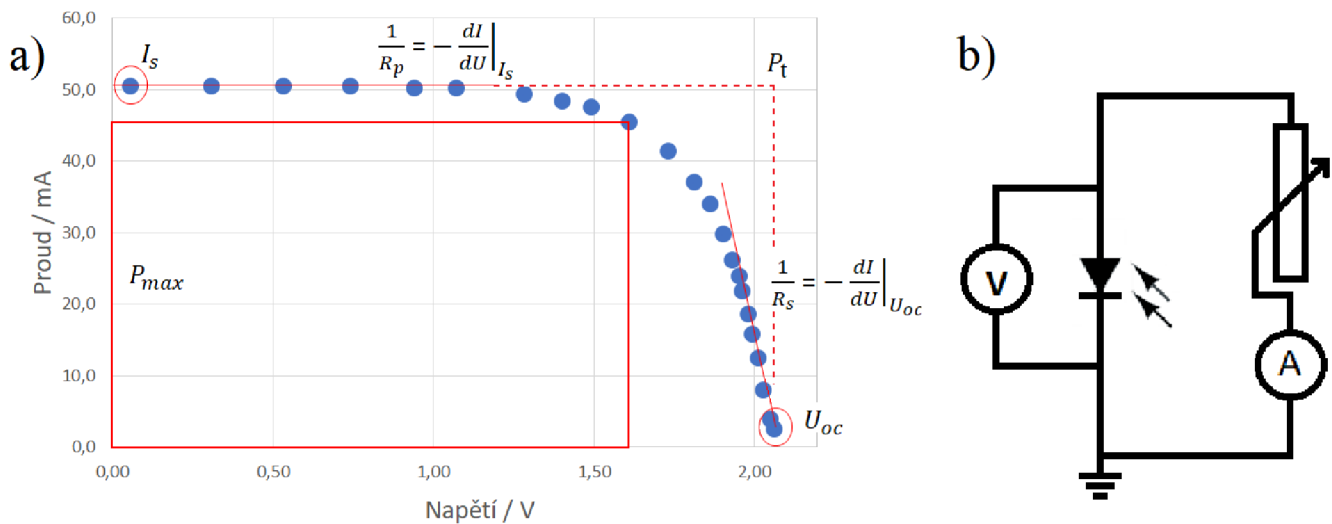 a)
60,0
50,0
40,0
30,0
20,0
10,0
0,0
Proud / mA
I_s
1/R_p = − dI/dU|_{I_s}
P_t
P_max
1/R_s = − dI/dU|_{U_oc}
U_oc
0,00 0,50 1,00 1,50 2,00
Napětí / V
b)
V
A